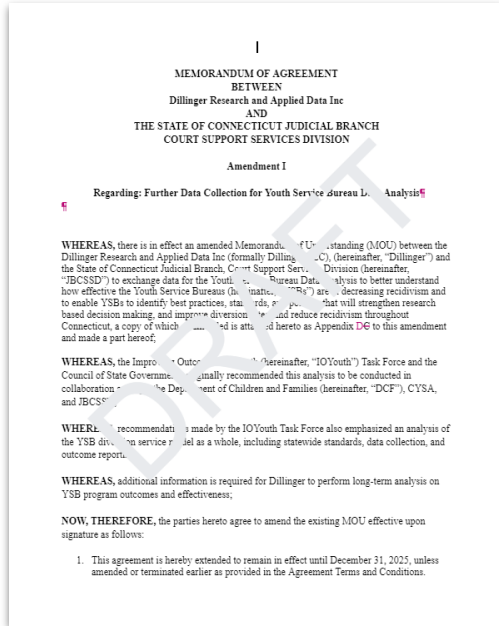 MEMORANDUM OF AGREEMENT
BETWEEN
Dillinger Research and Applied Data Inc
AND
THE STATE OF CONNECTICUT JUDICIAL BRANCH
COURT SUPPORT SERVICES DIVISION
Amendment I
Regarding: Further Data Collection for Youth Service Bureau Analysis¶
¶
WHEREAS, there is in effect an amended Memorandum of Understanding (MOU) between the
Dillinger Research and Applied Data Inc (formally Dillinger LLC), (hereinafter, “Dillinger”) and
the State of Connecticut Judicial Branch, Court Support Services Division (hereinafter,
“JBCSSD”) to exchange data for the Youth Bureau Data Analysis to better understand
how effective the Youth Service Bureaus (hereinafter, “YSBs”) are at decreasing recidivism and
to enable YSBs to identify best practices, standards, and that will strengthen research
based decision making, and improve diversion and reduce recidivism throughout
Connecticut, a copy of which is attached hereto as Appendix DC to this amendment
and made a part hereof;
WHEREAS, the Improving Outcomes (hereinafter, “IOYouth”) Task Force and the
Council of State Governments originally recommended this analysis to be conducted in
collaboration the Department of Children and Families (hereinafter, “DCF”), CYSA,
and JBCSSD
WHEREAS, recommendations made by the IOYouth Task Force also emphasized an analysis of
the YSB diversion service model as a whole, including statewide standards, data collection, and
outcome reporting
WHEREAS, additional information is required for Dillinger to perform long-term analysis on
YSB program outcomes and effectiveness;
NOW, THEREFORE, the parties hereto agree to amend the existing MOU effective upon
signature as follows:
1. This agreement is hereby extended to remain in effect until December 31, 2025, unless
amended or terminated earlier as provided in the Agreement Terms and Conditions.
DRAFT